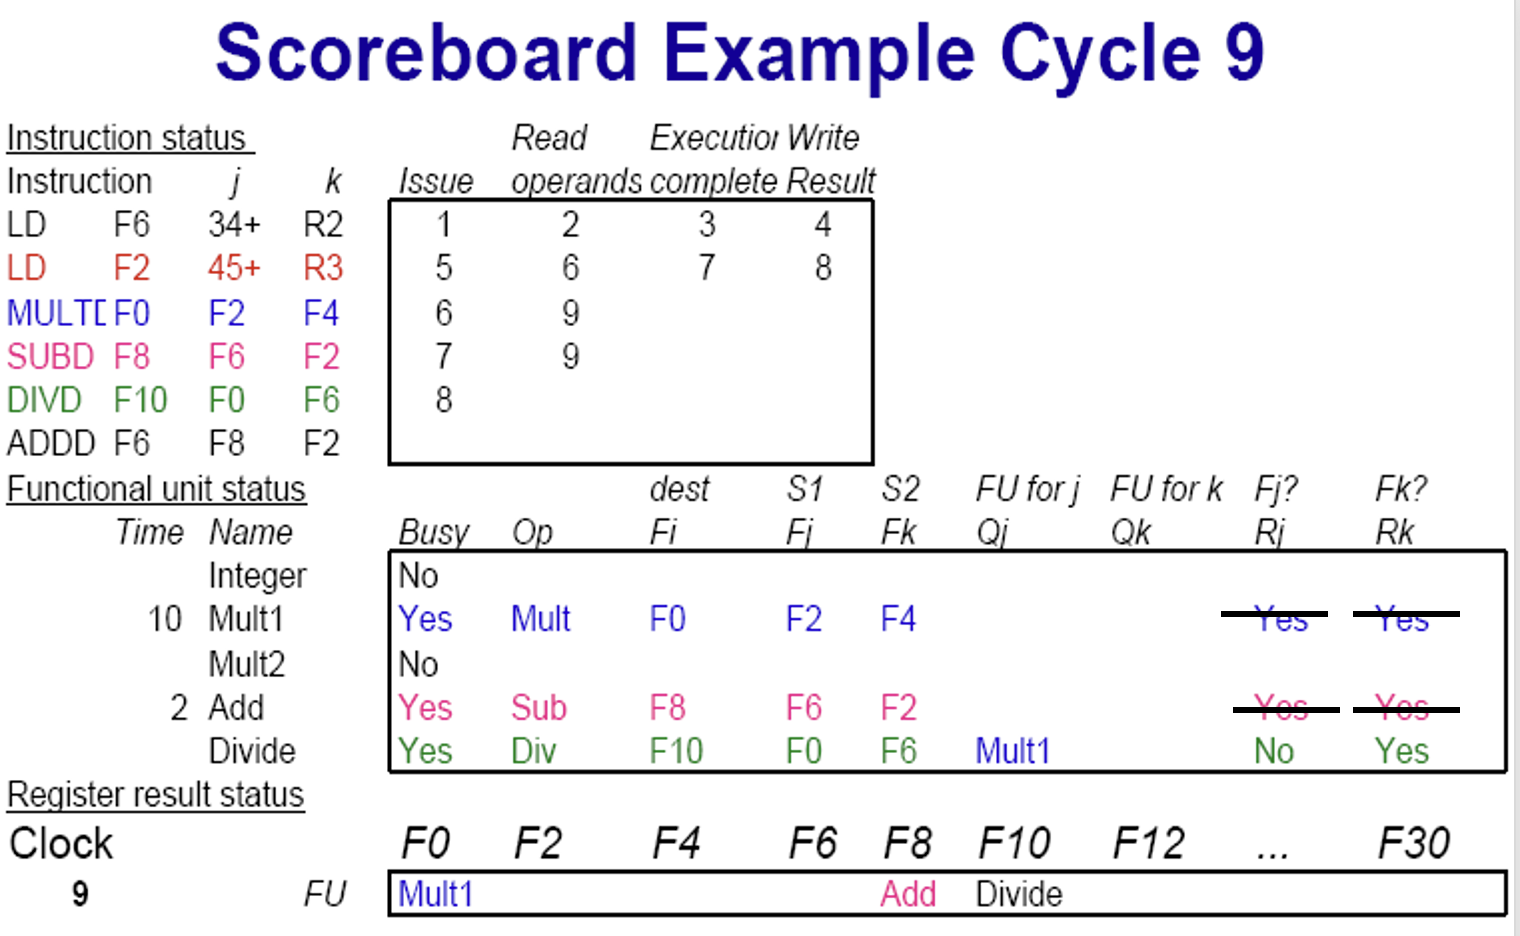 Scoreboard Example Cycle 9
Instruction status Read Execution Write
Instruction j k Issue operands complete Result
LD F6 34+ R2 1 2 3 4
LD F2 45+ R3 5 6 7 8
MULTD F0 F2 F4 6 9
SUBD F8 F6 F2 7 9
DIVD F10 F0 F6 8
ADDD F6 F8 F2
Functional unit status dest S1 S2 FU for j FU for k Fj? Fk?
Time Name Busy Op Fi Fj Fk Qj Qk Rj Rk
Integer No
10 Mult1 Yes Mult F0 F2 F4 Yes Yes
Mult2 No
2 Add Yes Sub F8 F6 F2 Yes Yes
Divide Yes Div F10 F0 F6 Mult1 No Yes
Register result status
Clock F0 F2 F4 F6 F8 F10 F12 ... F30
9 FU Mult1 Add Divide